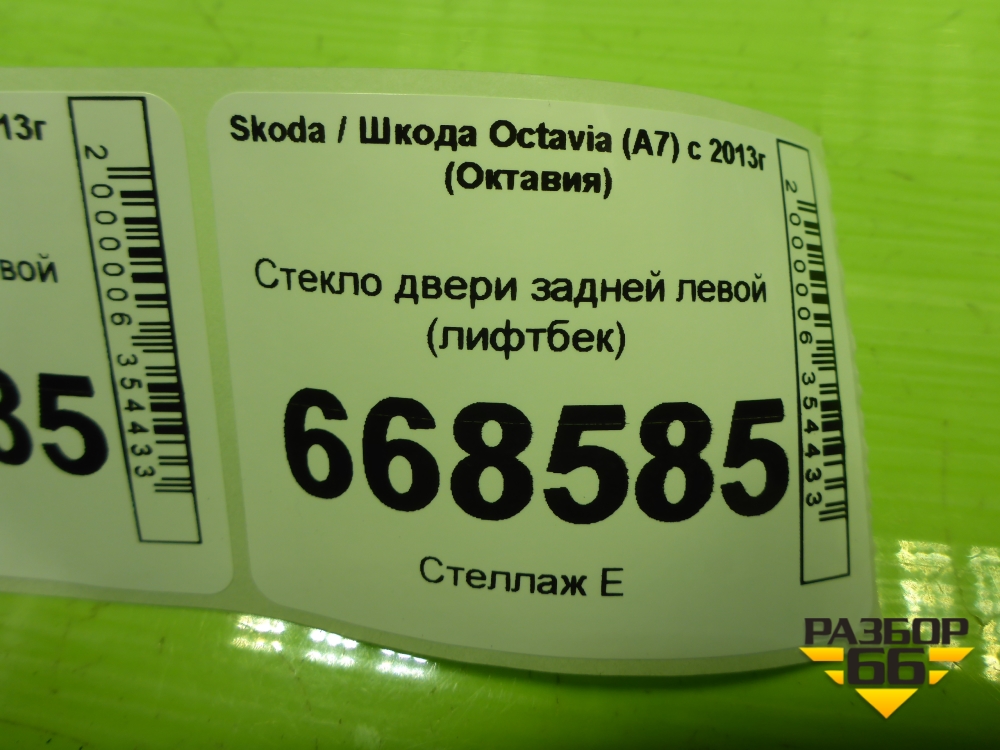 13г
вой
85
2000006354433
Skoda / Шкода Octavia (A7) с 2013г
(Октавия)
Стекло двери задней левой
(лифтбек)
668585
Стеллаж Е
2000006354433
РАЗБОР
66